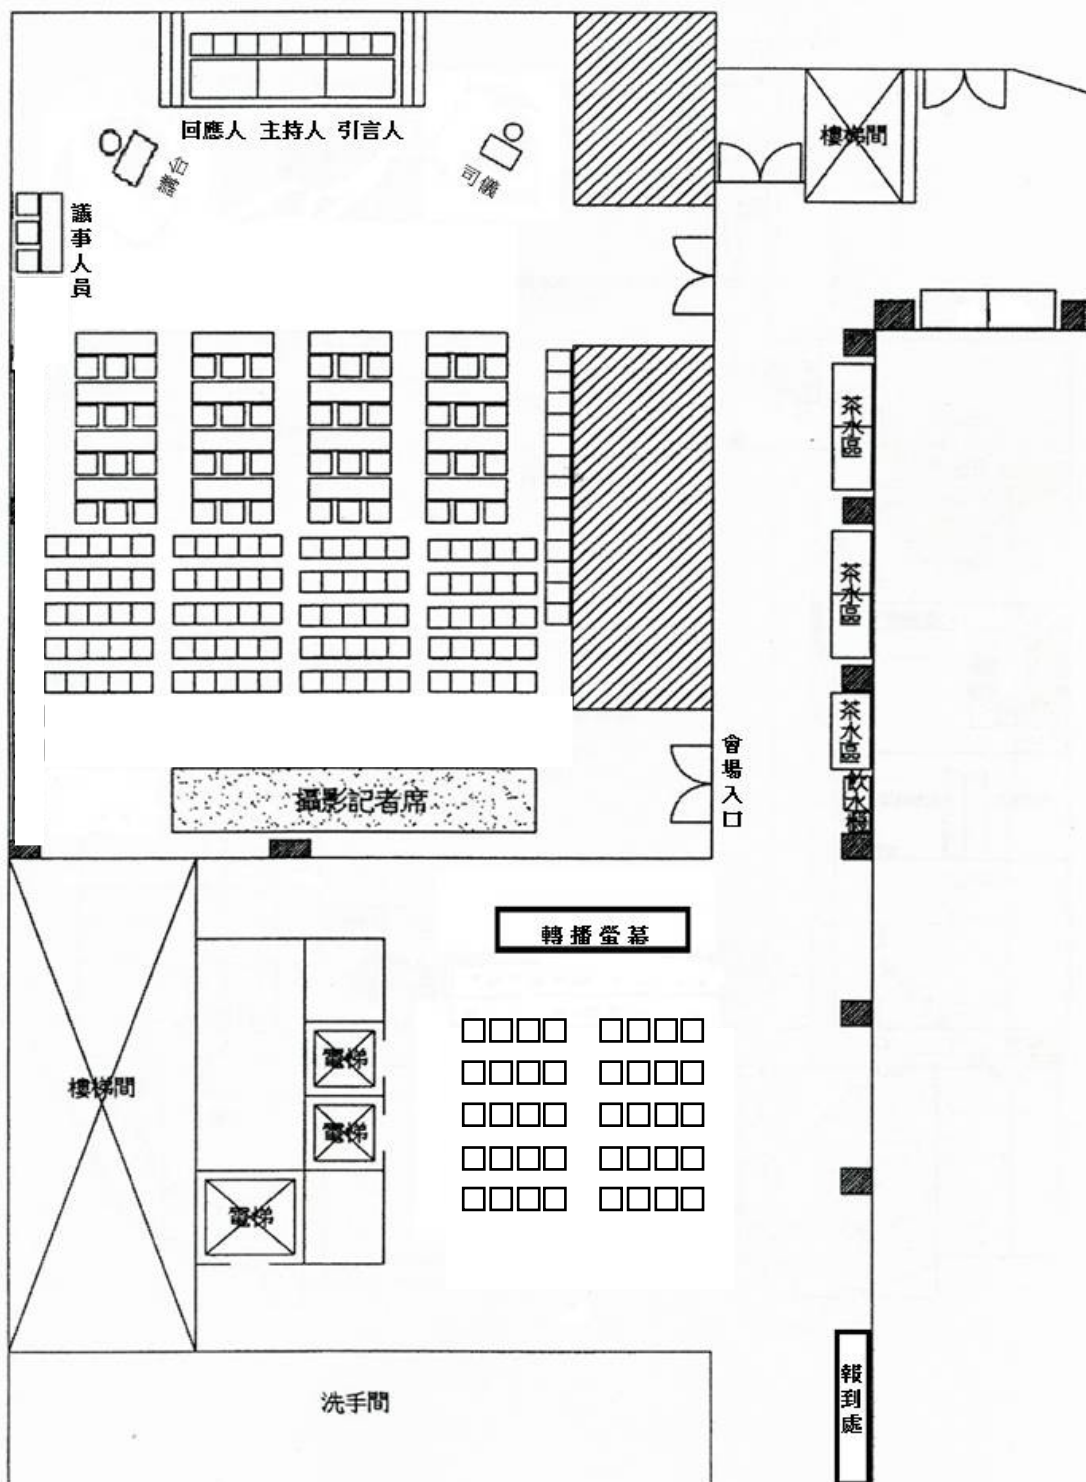 回應人 主持人 引言人
樓梯間
講台
司儀
議事人員
茶水區
茶水區
茶水區
飲水機
會場入口
攝影記者席
轉播螢幕
電梯
樓梯間
電梯
電梯
報到處
洗手間